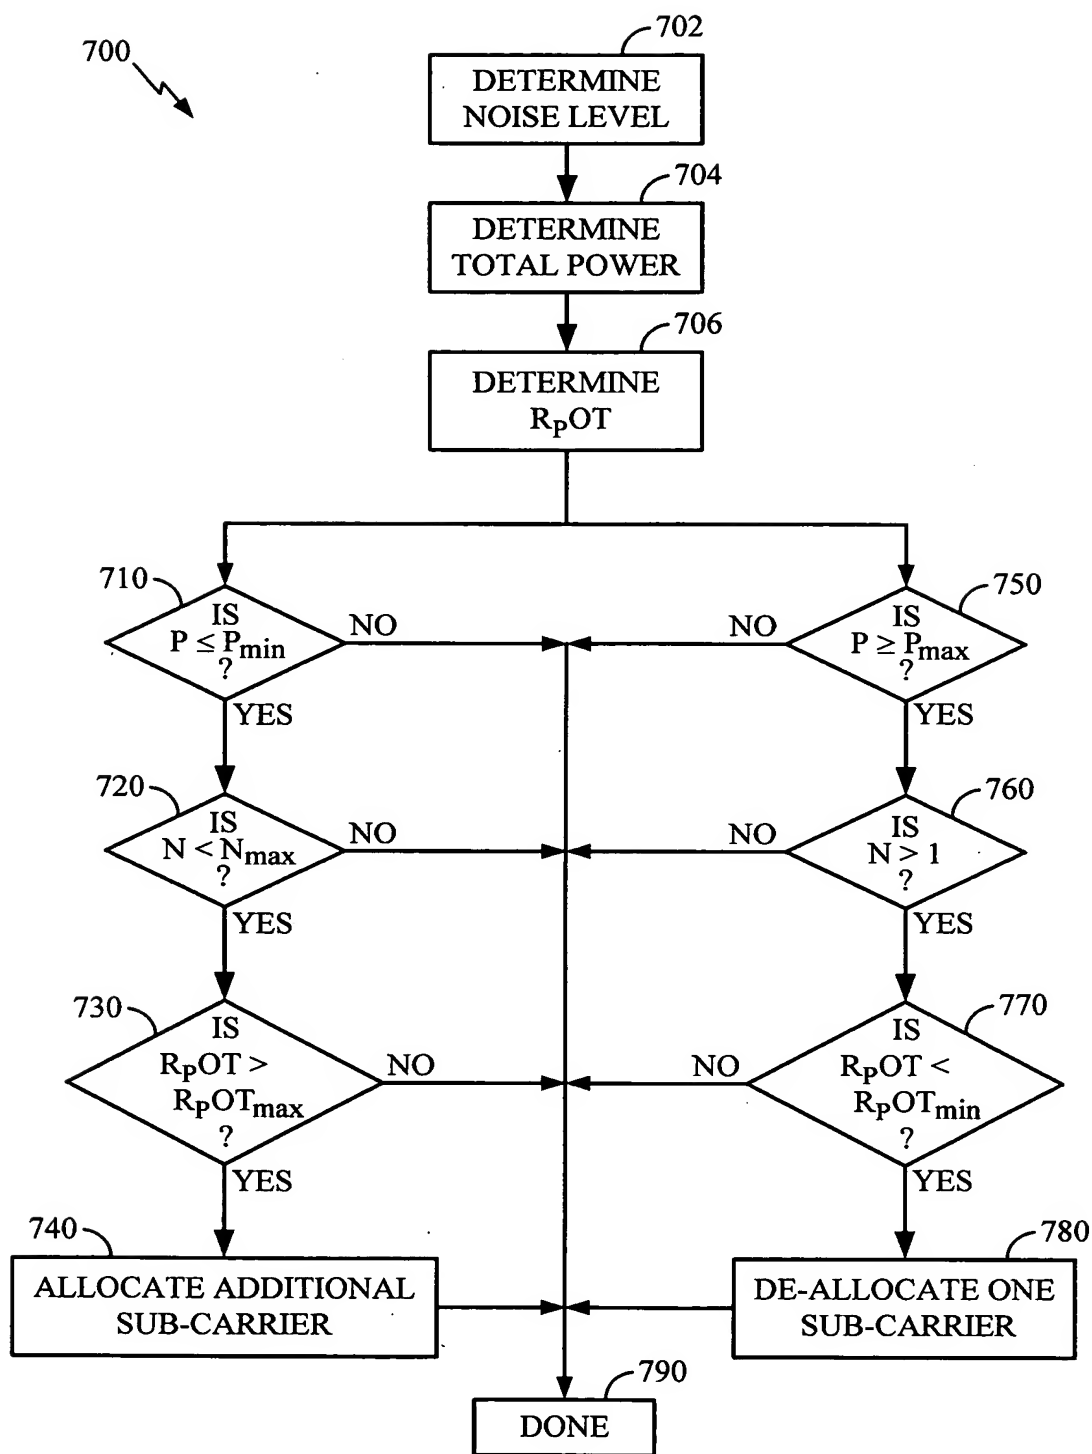 700
702
DETERMINE
NOISE LEVEL
704
DETERMINE
TOTAL POWER
706
DETERMINE
RPOT
710
IS
P ≤ Pmin
?
NO
YES
750
IS
P ≥ Pmax
?
NO
YES
720
IS
N < Nmax
?
NO
YES
760
IS
N > 1
?
NO
YES
730
IS
RPOT >
RPOTmax
?
NO
YES
770
IS
RPOT <
RPOTmin
?
NO
YES
740
ALLOCATE ADDITIONAL
SUB-CARRIER
780
DE-ALLOCATE ONE
SUB-CARRIER
790
DONE